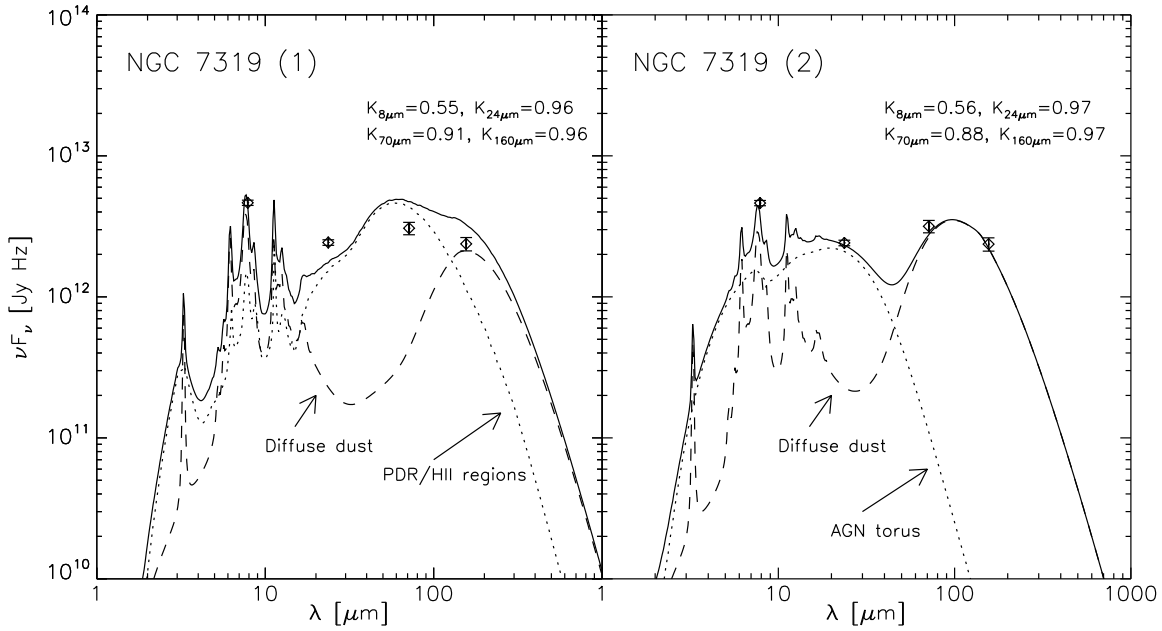 NGC 7319 (1)
K8μm=0.55, K24μm=0.96
K70μm=0.91, K160μm=0.96
Diffuse dust
PDR/HII regions
NGC 7319 (2)
K8μm=0.56, K24μm=0.97
K70μm=0.88, K160μm=0.97
Diffuse dust
AGN torus
νFν [Jy Hz]
10^14
10^13
10^12
10^11
10^10
1 10 100 1 10 100 1000
λ [μm] λ [μm]